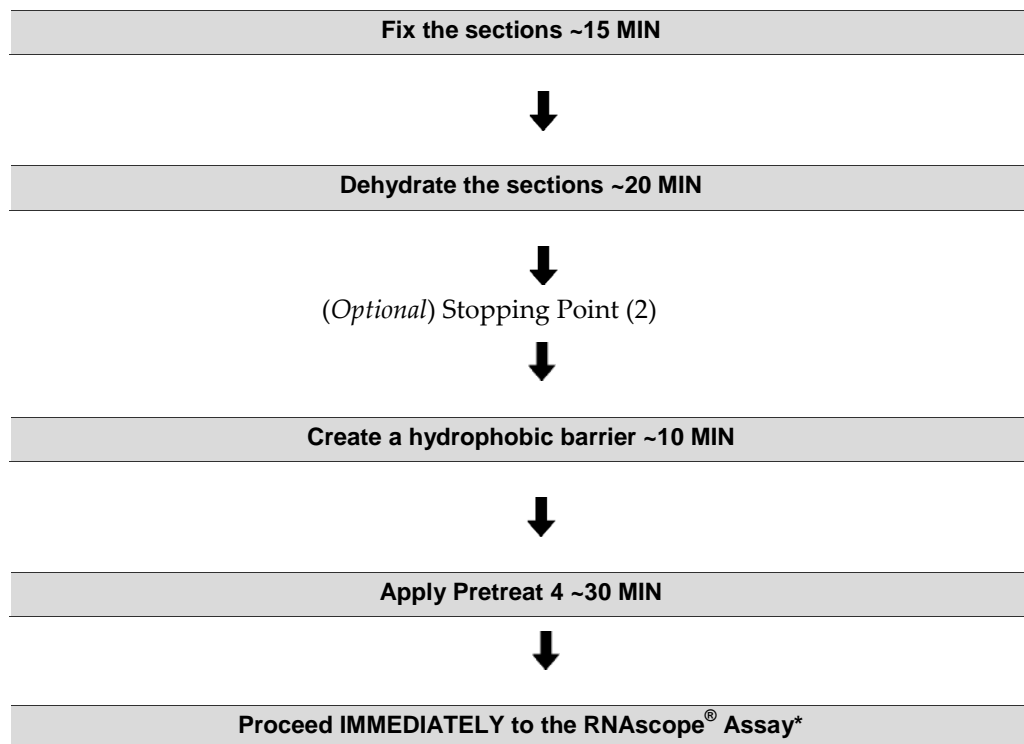 Fix the sections ~15 MIN
Dehydrate the sections ~20 MIN
(Optional) Stopping Point (2)
Create a hydrophobic barrier ~10 MIN
Apply Pretreat 4 ~30 MIN
Proceed IMMEDIATELY to the RNAscope® Assay*